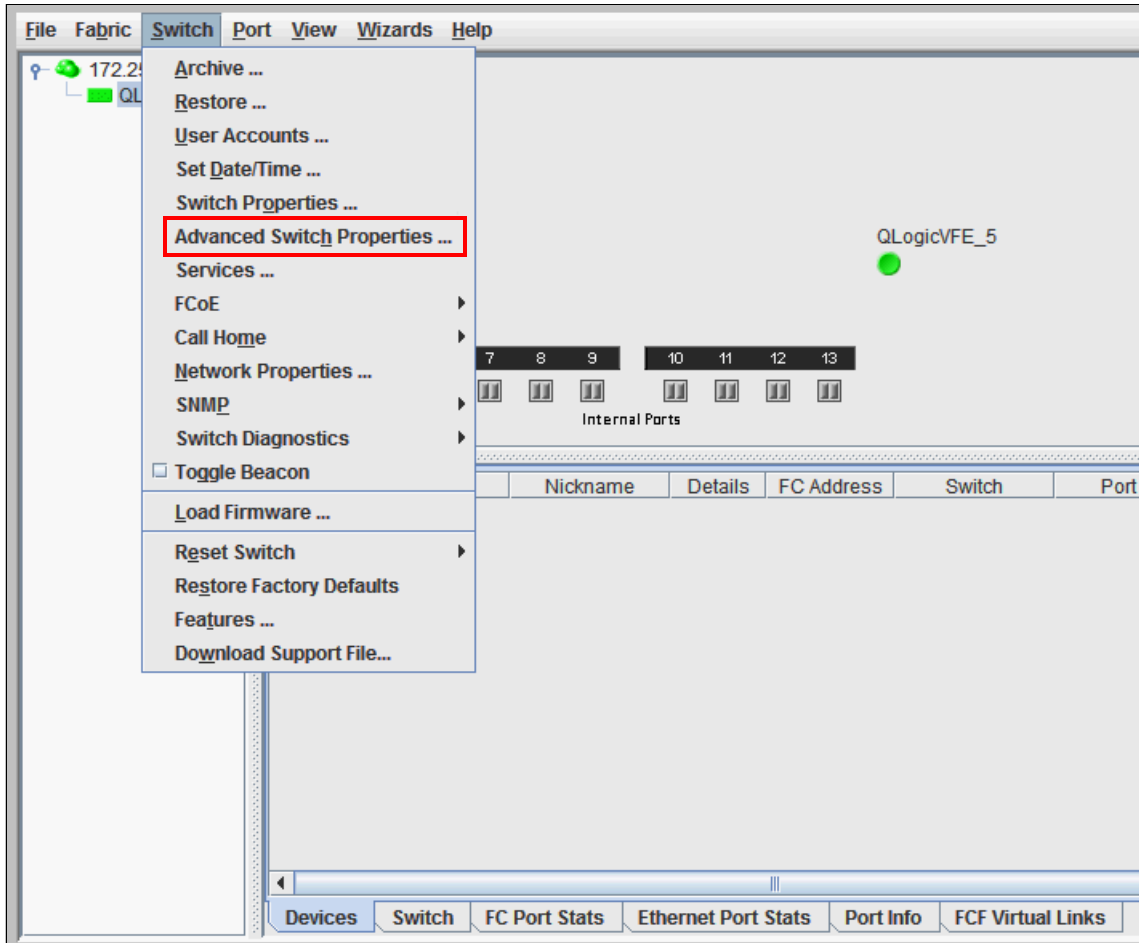 File Fabric Switch Port View Wizards Help
172.25
QL
Archive ...
Restore ...
User Accounts ...
Set Date/Time ...
Switch Properties ...
Advanced Switch Properties ...
Services ...
FCoE
Call Home
Network Properties ...
SNMP
Switch Diagnostics
Toggle Beacon
Load Firmware ...
Reset Switch
Restore Factory Defaults
Features ...
Download Support File...
QLogicVFE_5
7 8 9 10 11 12 13
Internal Ports
Nickname Details FC Address Switch Port
Devices Switch FC Port Stats Ethernet Port Stats Port Info FCF Virtual Links